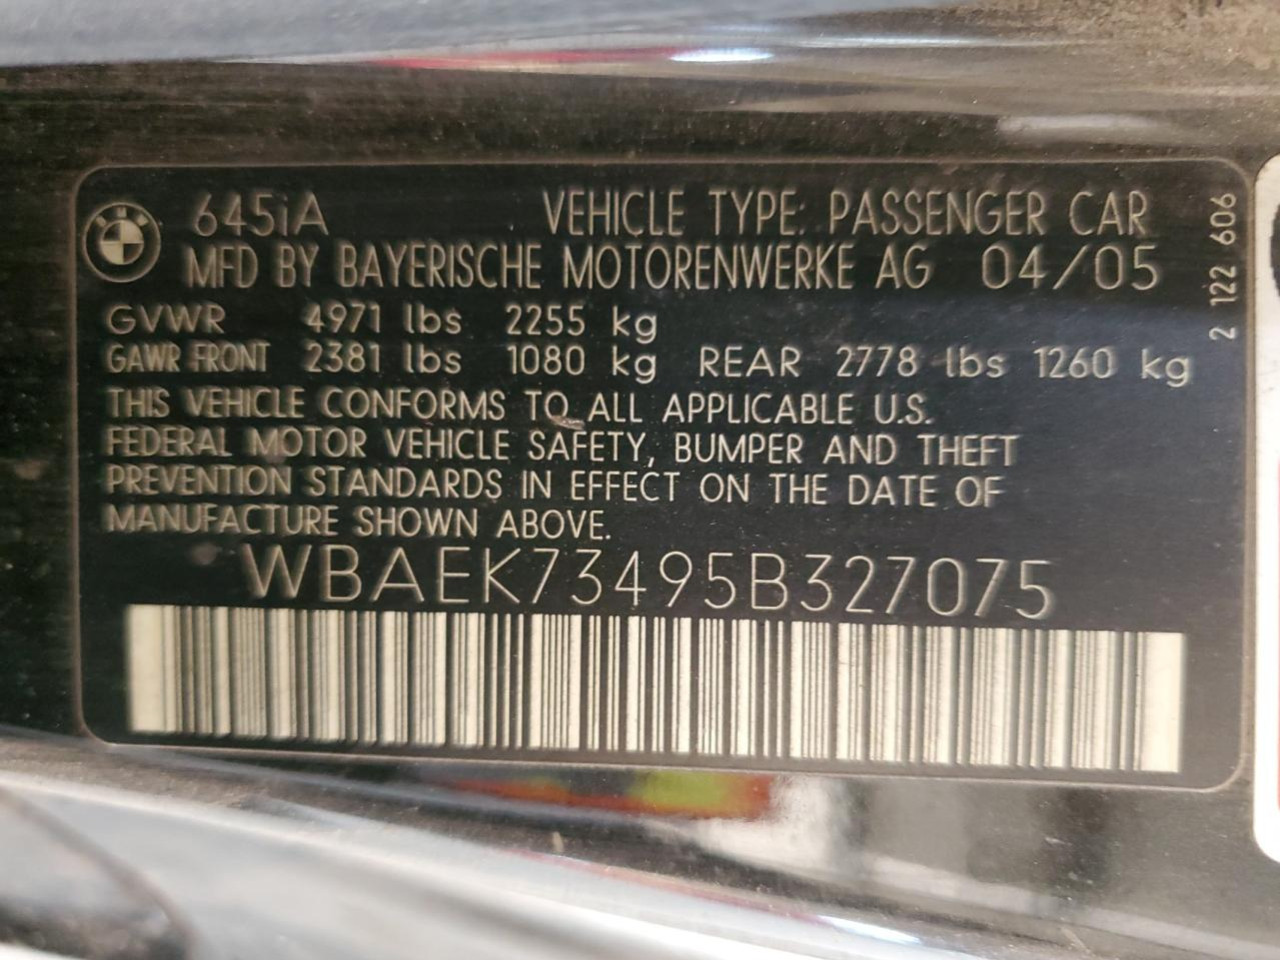 645iA VEHICLE TYPE: PASSENGER CAR
MFD BY BAYERISCHE MOTORENWERKE AG 04/05
GVWR 4971 lbs 2255 kg
GAWR FRONT 2381 lbs 1080 kg REAR 2778 lbs 1260 kg
THIS VEHICLE CONFORMS TO ALL APPLICABLE U.S.
FEDERAL MOTOR VEHICLE SAFETY, BUMPER AND THEFT
PREVENTION STANDARDS IN EFFECT ON THE DATE OF
MANUFACTURE SHOWN ABOVE.
WBAEK73495B327075
2 122 606